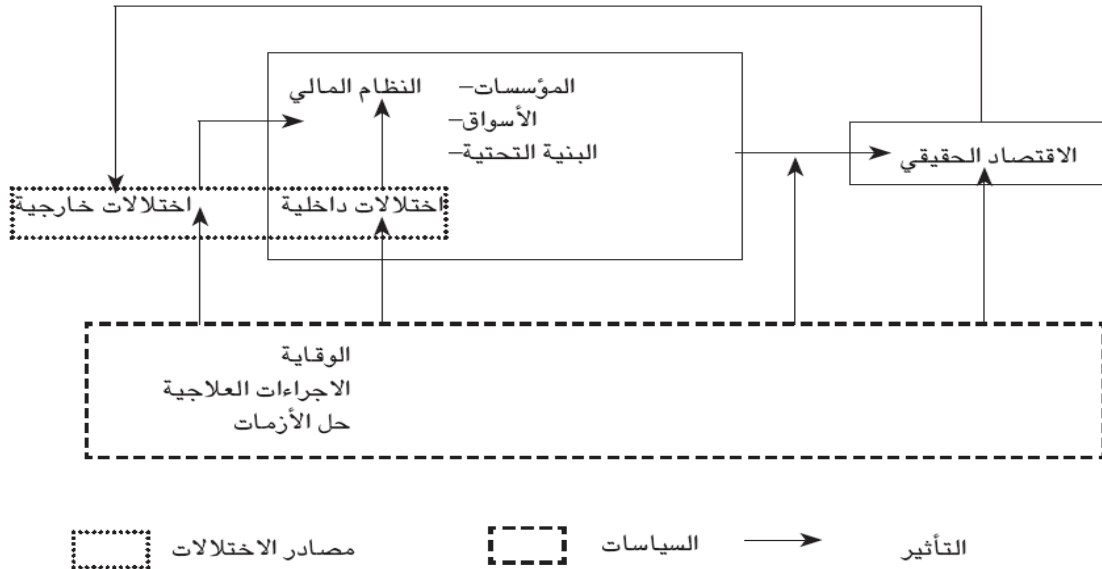 النظام المالي
–المؤسسات
–الأسواق
–البنية التحتية
الاقتصاد الحقيقي
اختلالات داخلية
اختلالات خارجية
الوقاية
الاجراءات العلاجية
حل الأزمات
التأثير
السياسات
مصادر الاختلالات